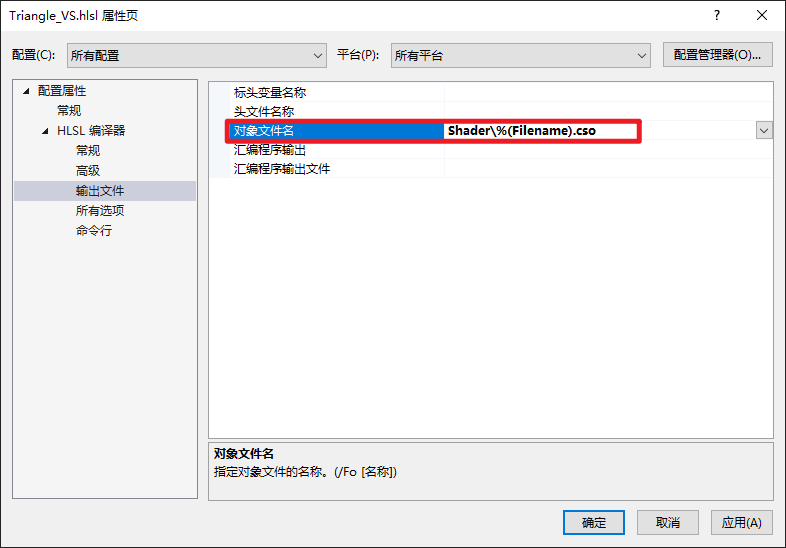 Triangle_VS.hlsl 属性页
?
配置(C):
所有配置
平台(P):
所有平台
配置管理器(O)...
配置属性
常规
HLSL 编译器
常规
高级
输出文件
所有选项
命令行
标头变量名称
头文件名称
对象文件名 Shader\%(Filename).cso
汇编程序输出
汇编程序输出文件
对象文件名
指定对象文件的名称。(/Fo [名称])
确定
取消
应用(A)